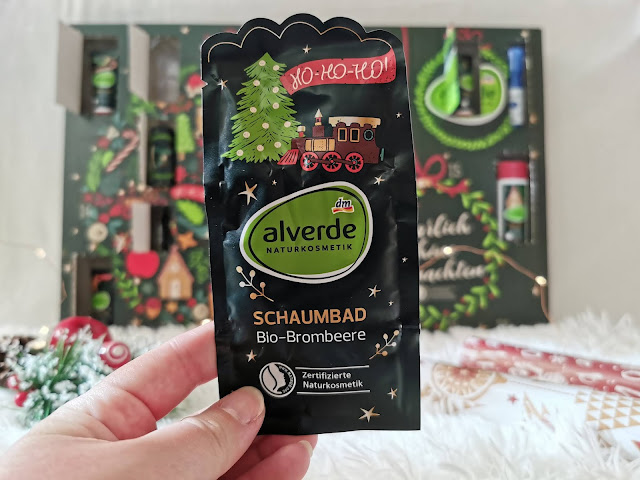 HO-HO-HO!
dm
alverde
NATURKOSMETIK
SCHAUMBAD
Bio-Brombeere
Zertifizierte
Naturkosmetik